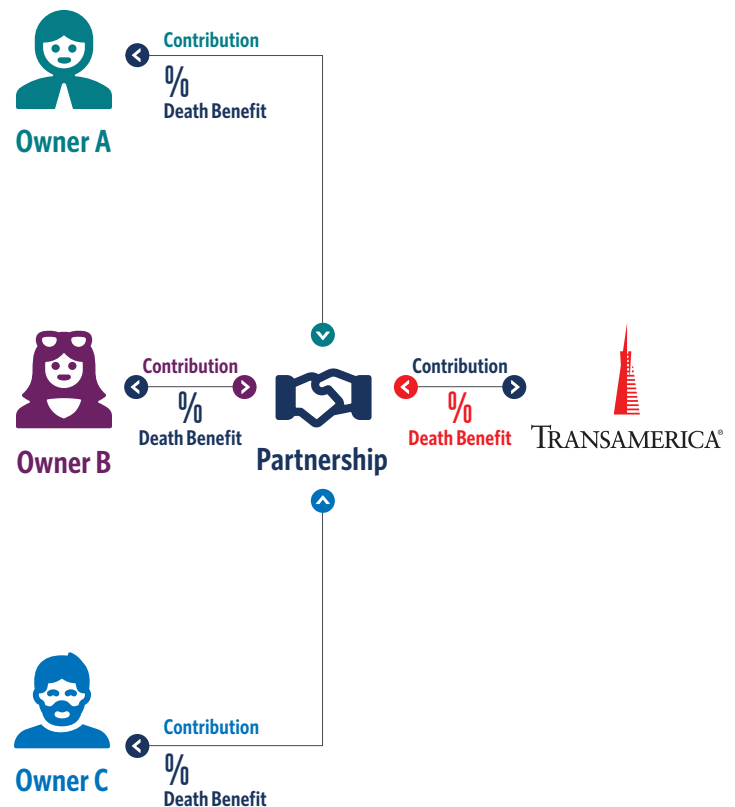 Contribution
%
Death Benefit
Owner A
Contribution
%
Death Benefit
Owner B
Partnership
Contribution
%
Death Benefit
TRANSAMERICA®
Contribution
%
Death Benefit
Owner C